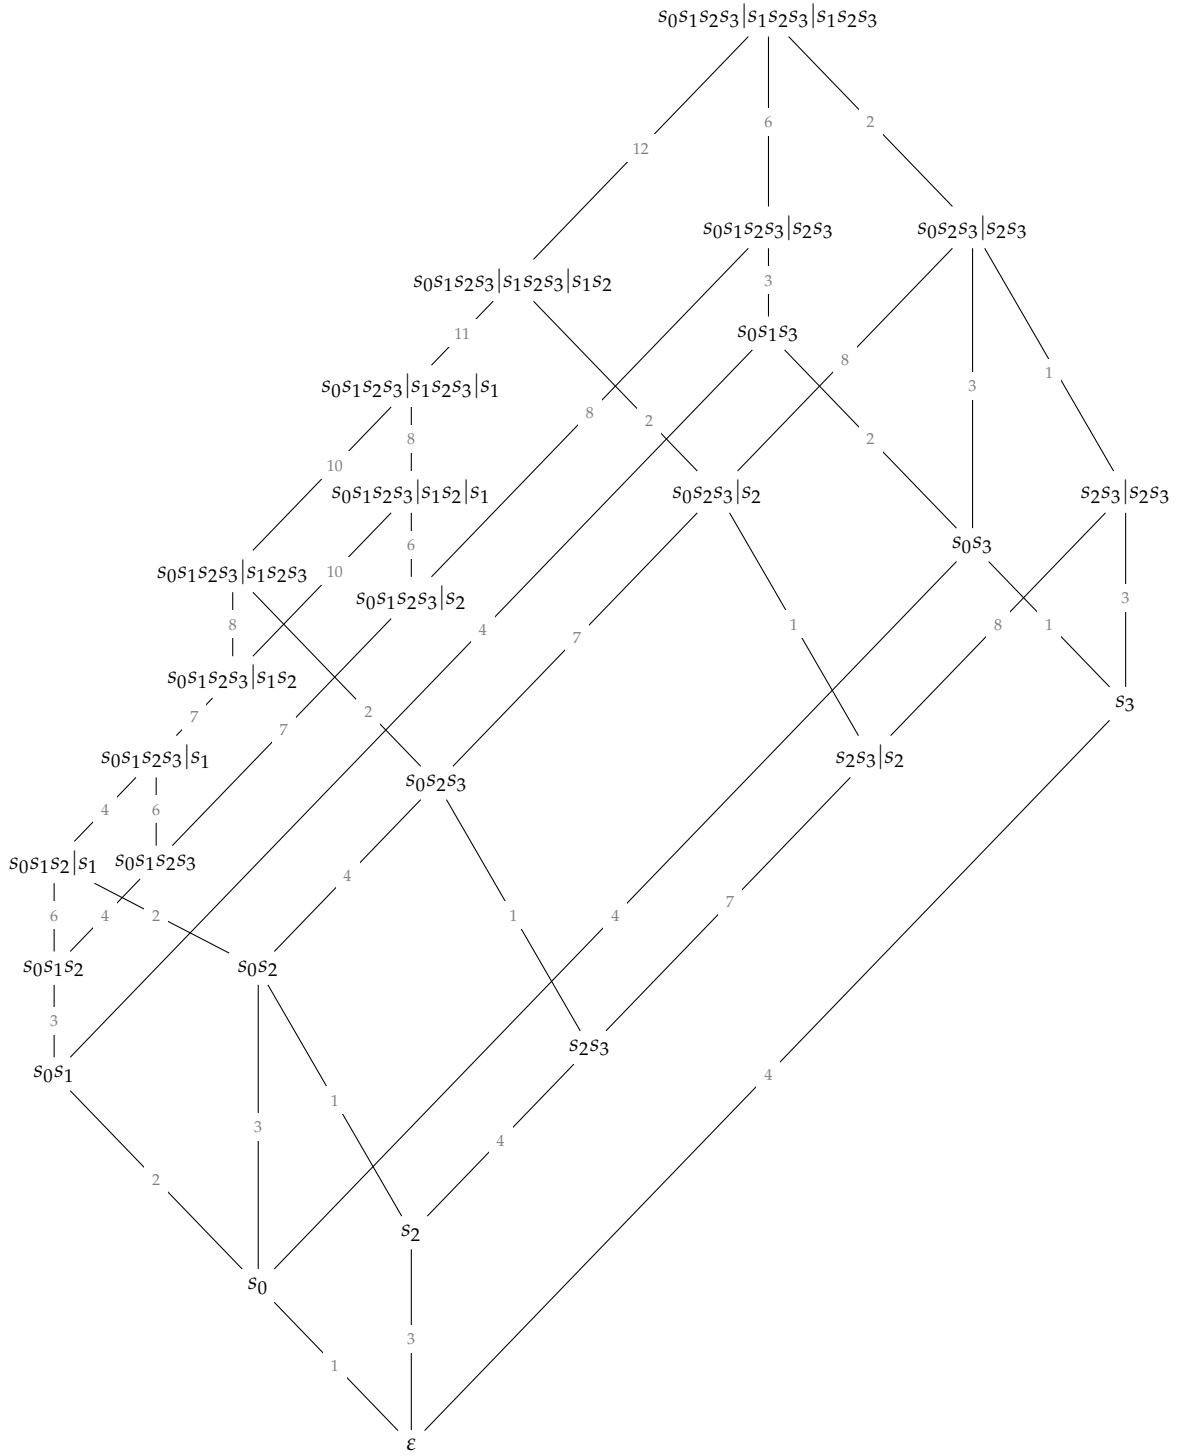 s₀s₁s₂s₃|s₁s₂s₃|s₁s₂s₃
6 2
12
s₀s₁s₂s₃|s₂s₃ s₀s₂s₃|s₂s₃
s₀s₁s₂s₃|s₁s₂s₃|s₁s₂ 3
11 s₀s₁s₃
8 3 1
s₀s₁s₂s₃|s₁s₂s₃|s₁
8 2
8 2
10
s₀s₁s₂s₃|s₁s₂|s₁ s₀s₂s₃|s₂ s₂s₃|s₂s₃
6 s₀s₃
s₀s₁s₂s₃|s₁s₂s₃ 10
s₀s₁s₂s₃|s₂ 3
8 4 7 1 8 1
s₀s₁s₂s₃|s₁s₂
s₃
7 7 2
s₀s₁s₂s₃|s₁ s₂s₃|s₂
s₀s₂s₃
4 6
s₀s₁s₂|s₁ s₀s₁s₂s₃
4
7
6 4 2 1 4
s₀s₁s₂ s₀s₂
3
s₂s₃
s₀s₁ 4
1
3 4
2
s₂
s₀
3
1
ε